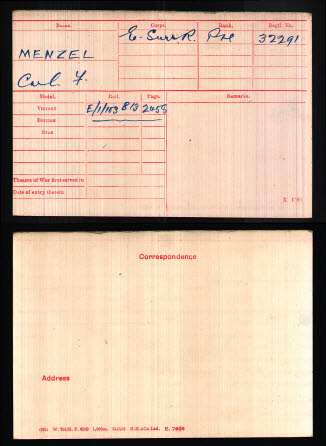 Name. Corps. Rank. Regtl. No.
MENZEL E. Surr. R. Pte 32291
Carl F.
Medal. Roll. Page. Remarks.
Victory E/1/103 B13 2058
British
Star
Theatre of War first served in
Date of entry therein
K. 1380
Correspondence
Address